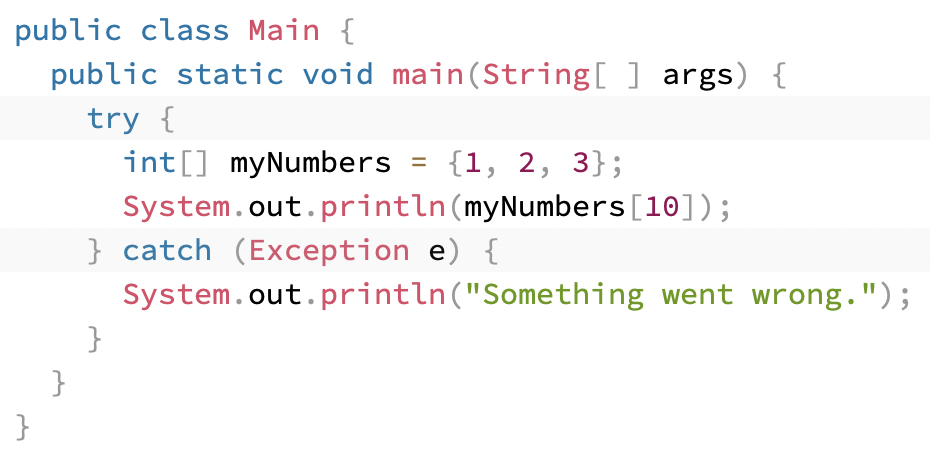 public class Main {
  public static void main(String[ ] args) {
    try {
      int[] myNumbers = {1, 2, 3};
      System.out.println(myNumbers[10]);
    } catch (Exception e) {
      System.out.println("Something went wrong.");
    }
  }
}